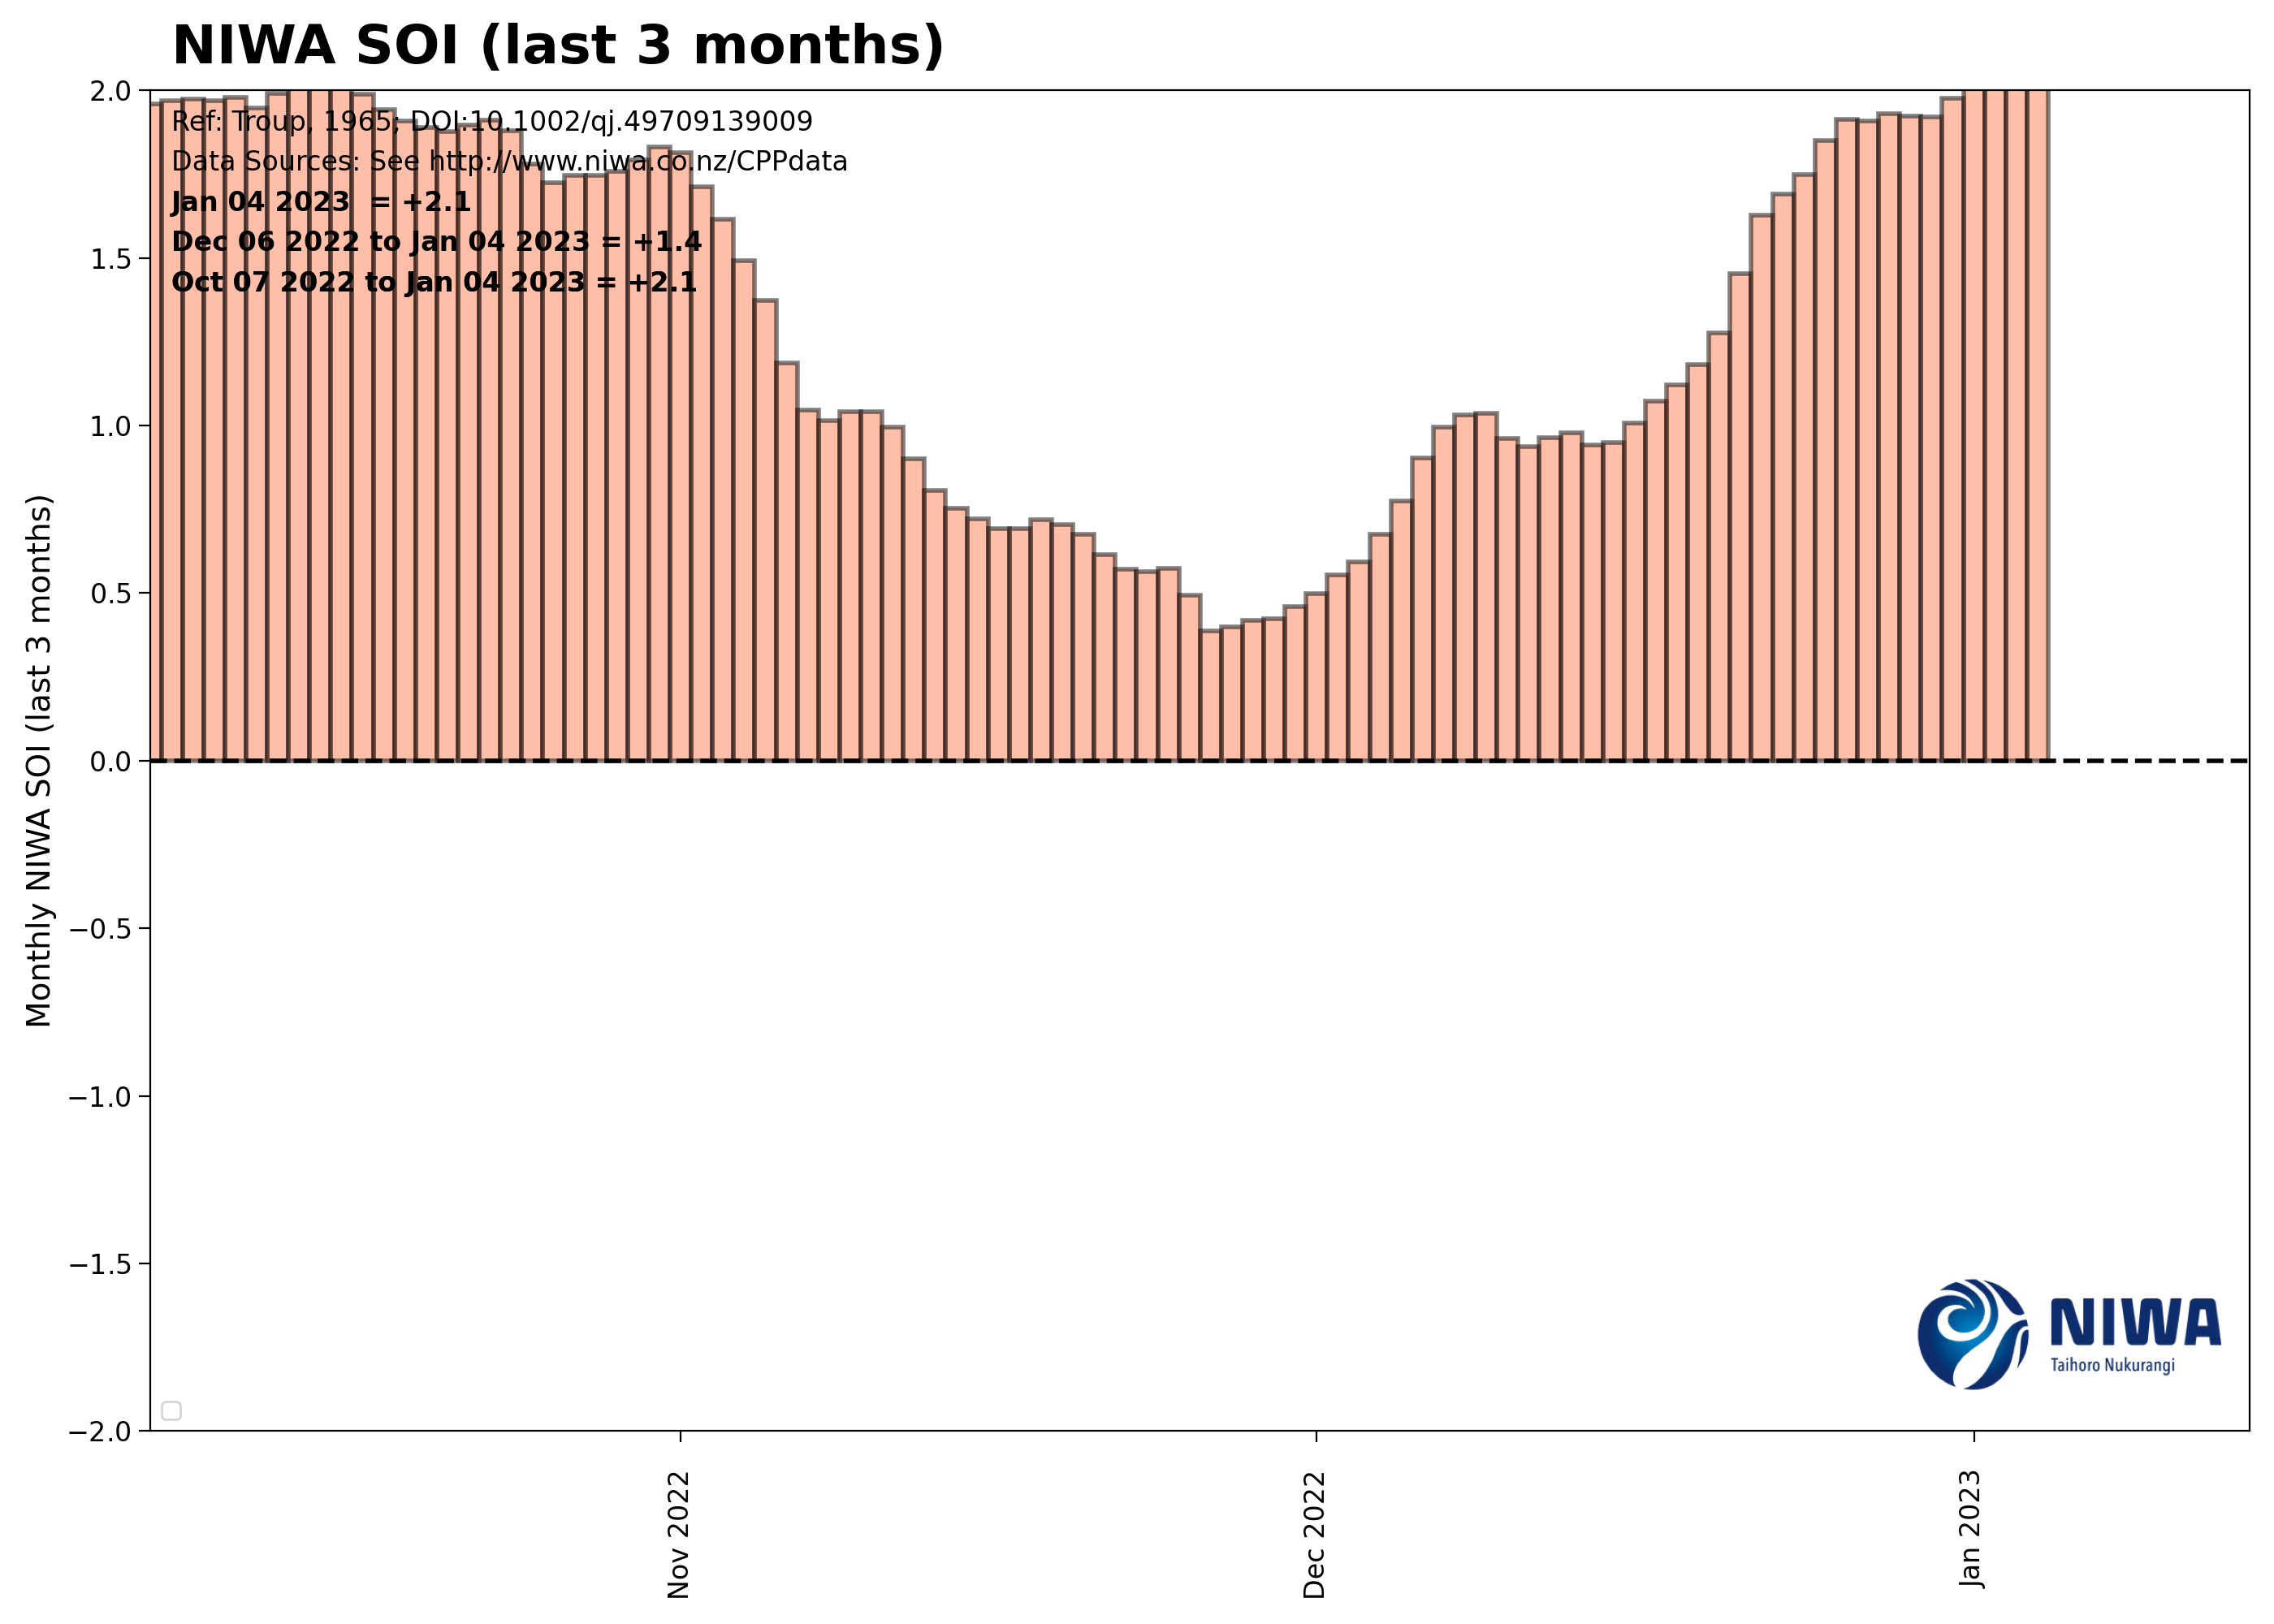 NIWA SOI (last 3 months)
Ref: Troup, 1965; DOI:10.1002/qj.49709139009
Data Sources: See http://www.niwa.co.nz/CPPdata
Jan 04 2023 = +2.1
Dec 06 2022 to Jan 04 2023 = +1.4
Oct 07 2022 to Jan 04 2023 = +2.1
Monthly NIWA SOI (last 3 months)
2.0
1.5
1.0
0.5
0.0
−0.5
−1.0
−1.5
−2.0
Nov 2022
Dec 2022
Jan 2023
NIWA
Taihoro Nukurangi